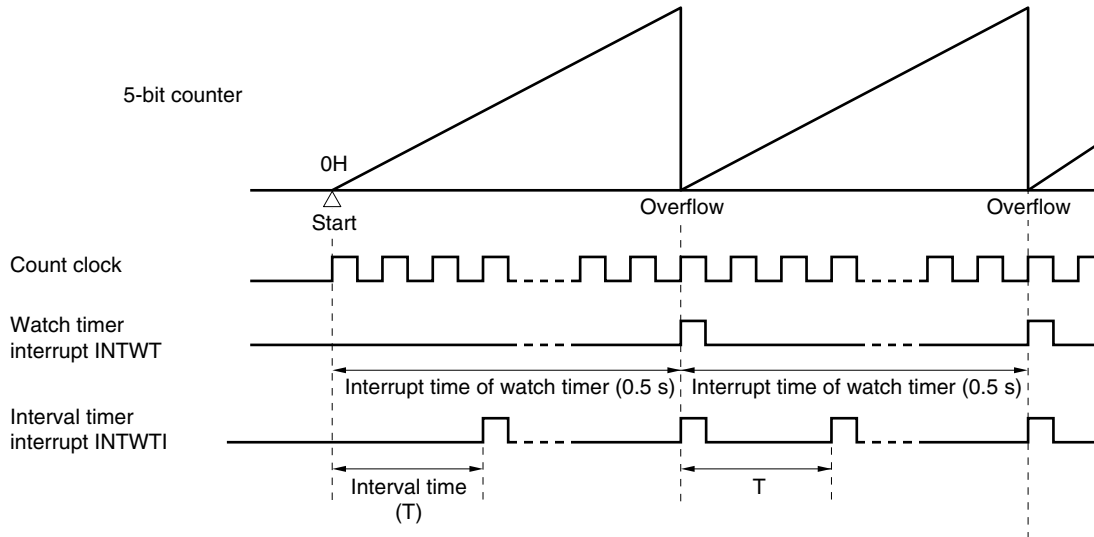 5-bit counter
0H
Start
Overflow
Overflow
Count clock
Watch timer
interrupt INTWT
Interrupt time of watch timer (0.5 s)
Interrupt time of watch timer (0.5 s)
Interval timer
interrupt INTWTI
Interval time
(T)
T